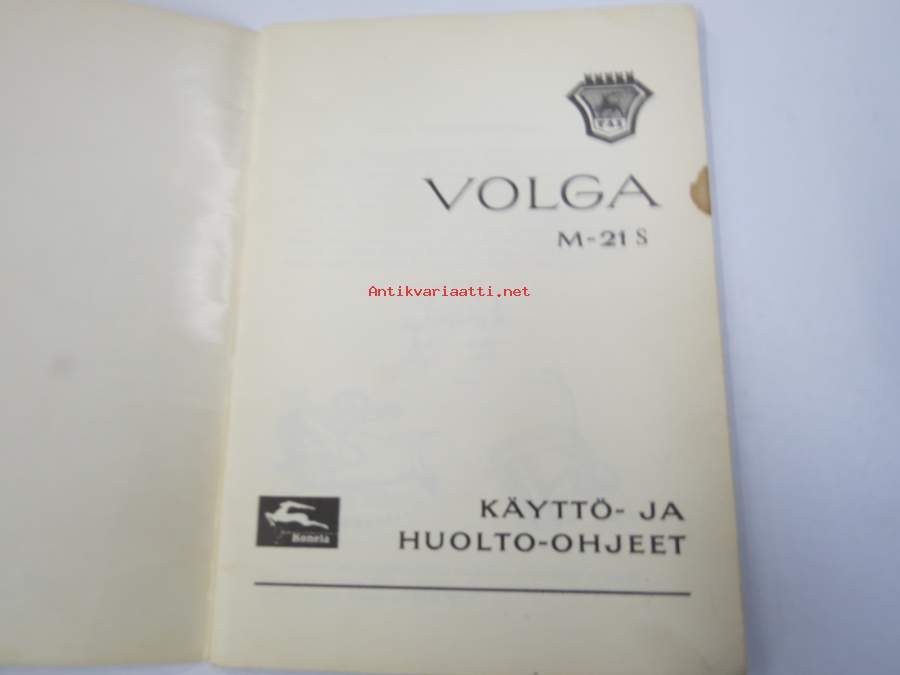 ГАЗ
VOLGA
M-21 S
Antikvariaatti.net
KÄYTTÖ- JA
Konela
HUOLTO-OHJEET